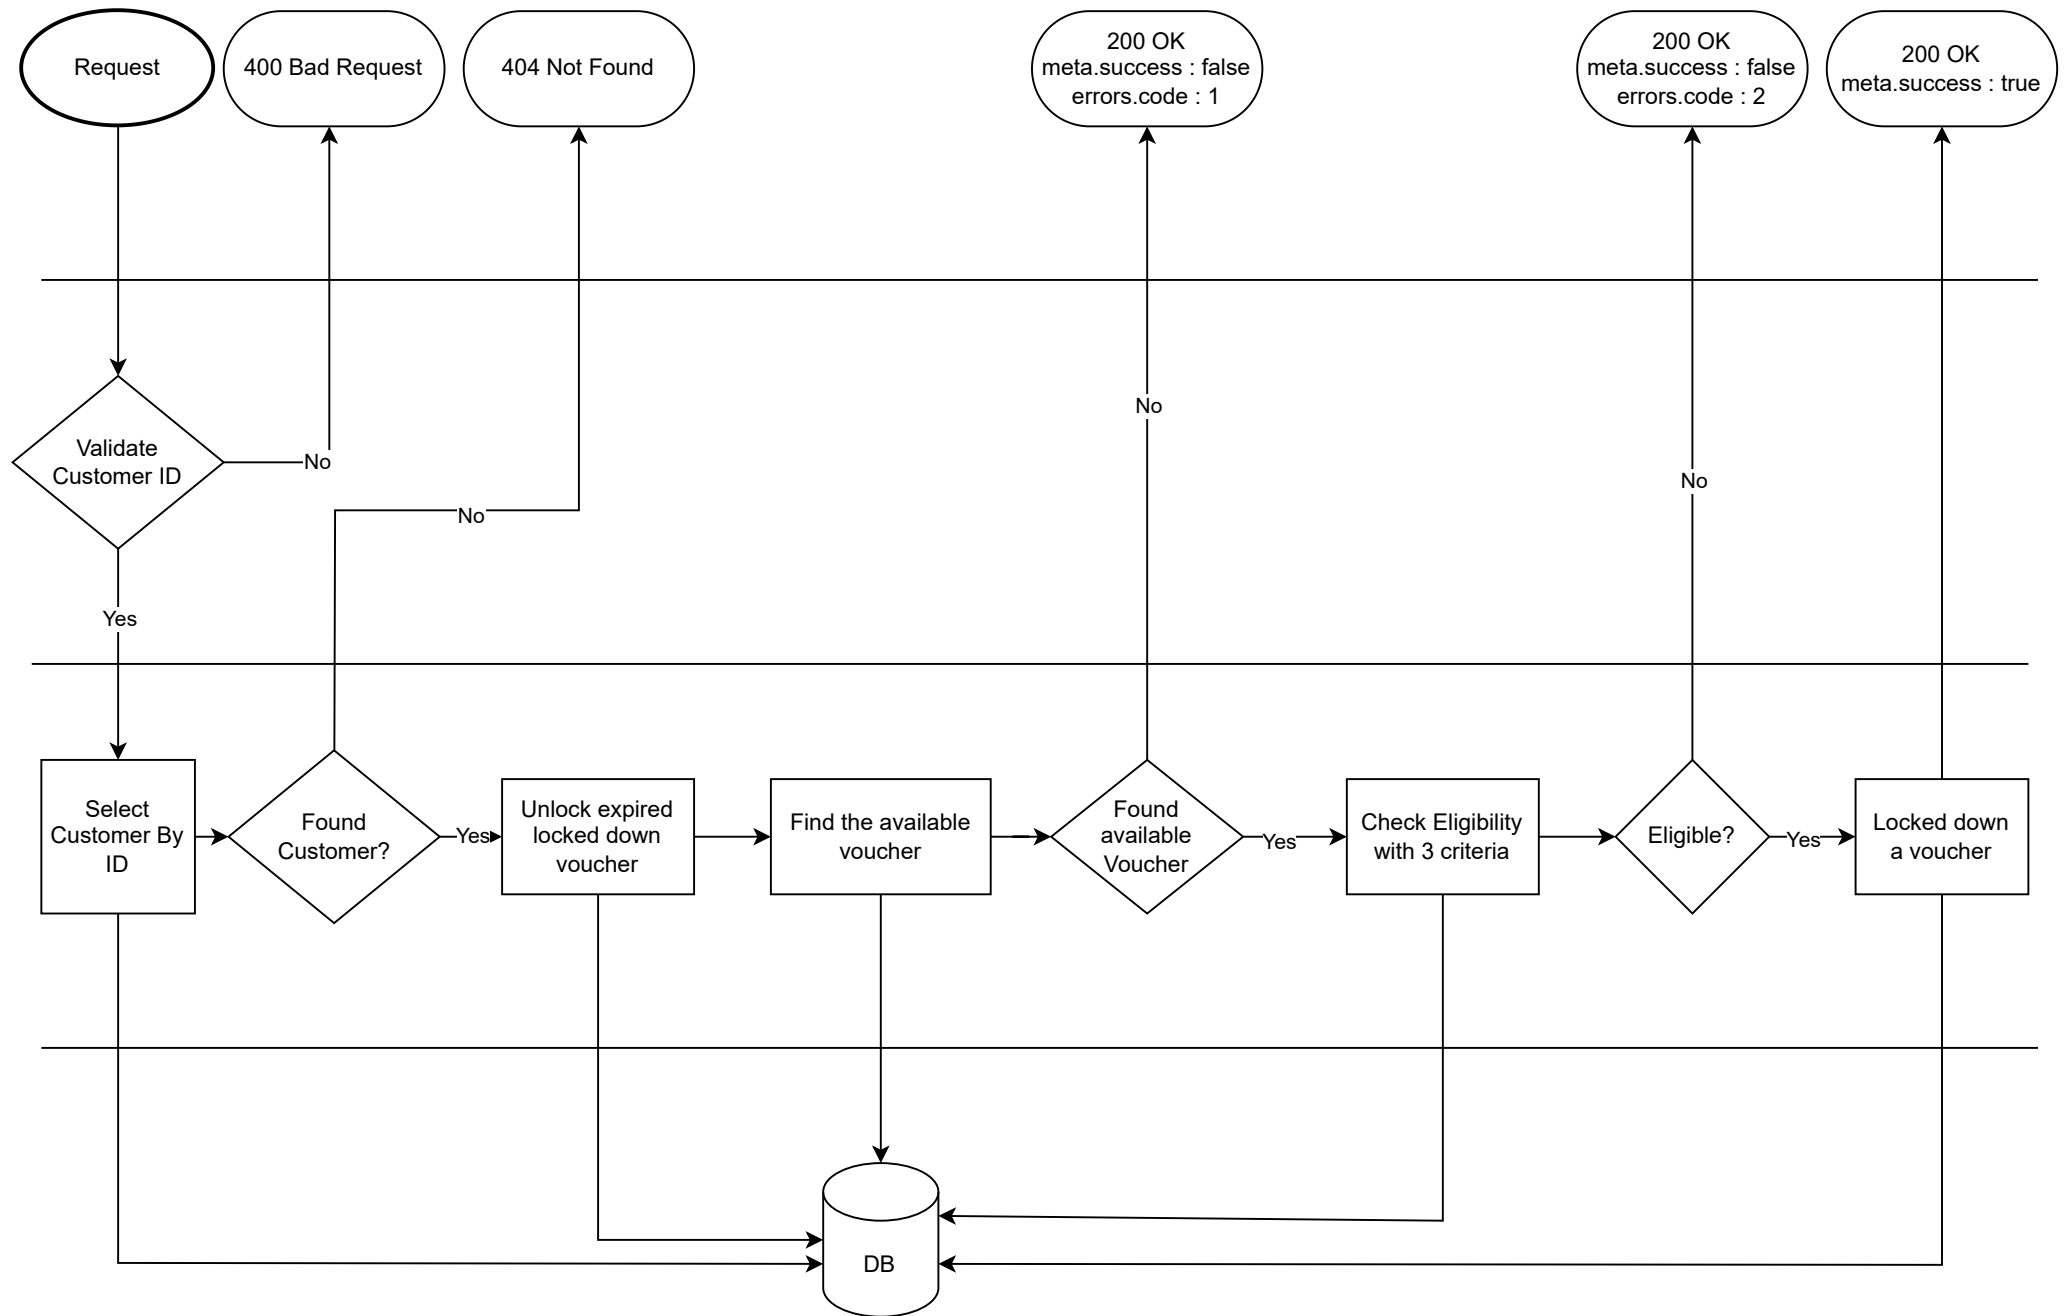 Request
400 Bad Request
404 Not Found
200 OK
meta.success : false
errors.code : 1
200 OK
meta.success : false
errors.code : 2
200 OK
meta.success : true
No
Validate
Customer ID
No
No
No
Yes
Select
Customer By
ID
Found
Customer?
Yes
Unlock expired
locked down
voucher
Find the available
voucher
Found
available
Voucher
Yes
Check Eligibility
with 3 criteria
Eligible?
Yes
Locked down
a voucher
DB